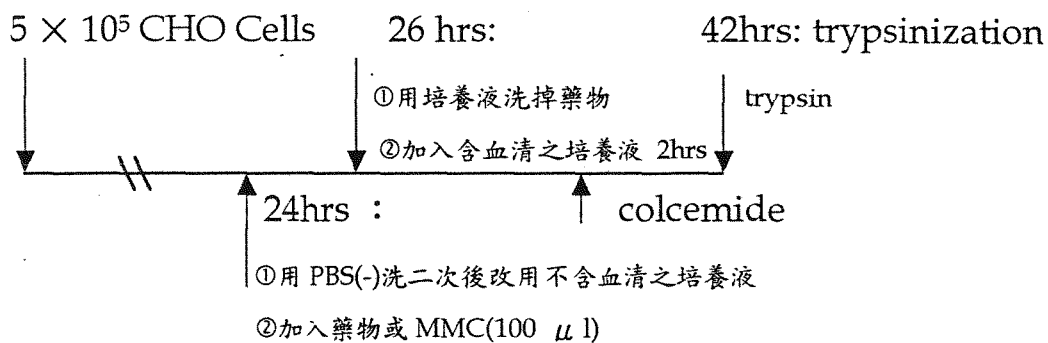 5 × 10⁵ CHO Cells 26 hrs: 42hrs: trypsinization
①用培養液洗掉藥物 trypsin
②加入含血清之培養液 2hrs
24hrs : colcemide
①用 PBS(-)洗二次後改用不含血清之培養液
②加入藥物或 MMC(100 μl)